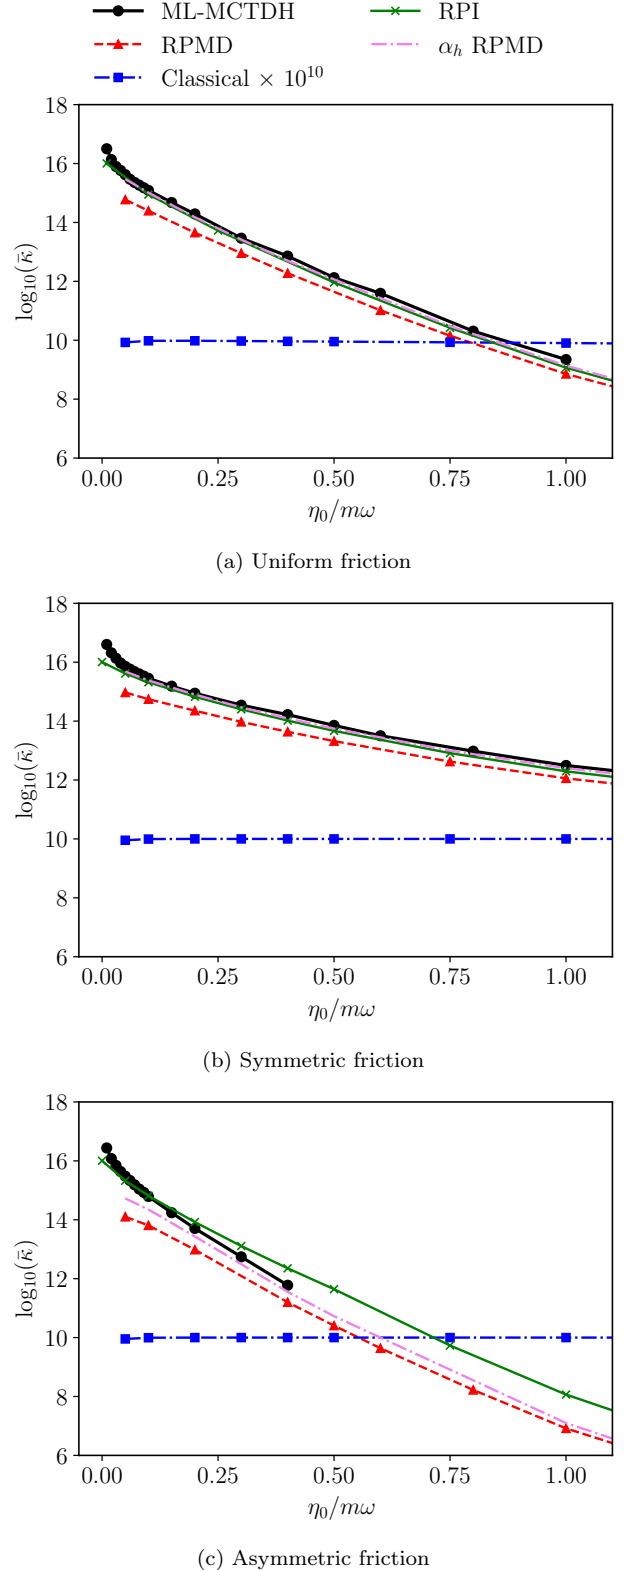 ML-MCTDH
RPMD
Classical × 10¹⁰
RPI
αₕ RPMD
18
16
14
12
10
8
6
log₁₀(κ̄)
0.00 0.25 0.50 0.75 1.00
η₀/mω
(a) Uniform friction
18
16
14
12
10
8
6
log₁₀(κ̄)
0.00 0.25 0.50 0.75 1.00
η₀/mω
(b) Symmetric friction
18
16
14
12
10
8
6
log₁₀(κ̄)
0.00 0.25 0.50 0.75 1.00
η₀/mω
(c) Asymmetric friction